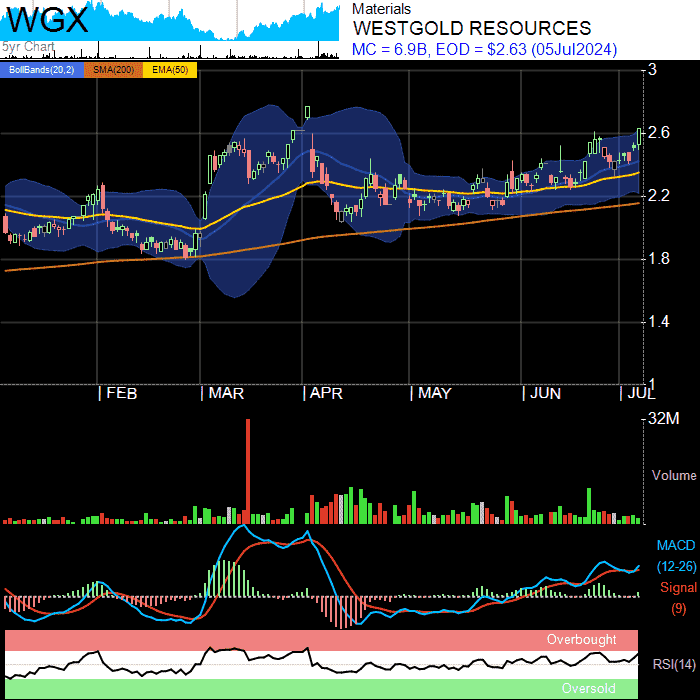 WGX
5yr Chart
Materials
WESTGOLD RESOURCES
MC = 6.9B, EOD = $2.63 (05Jul2024)
BollBands(20,2) SMA(200) EMA(50)
3
2.6
2.2
1.8
1.4
1
FEB MAR APR MAY JUN JUL
32M
Volume
MACD
(12-26)
Signal
(9)
Overbought
RSI(14)
Oversold